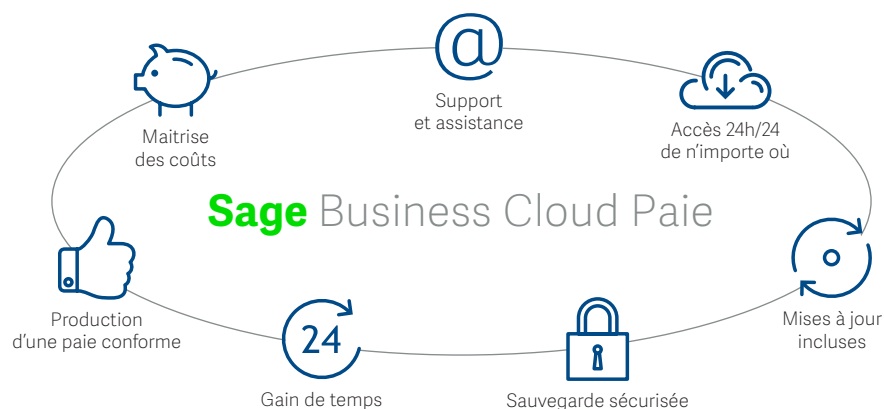 @
Support
et assistance
Maitrise
des coûts
Accès 24h/24
de n'importe où
Sage Business Cloud Paie
Production
d'une paie conforme
Mises à jour
incluses
24
Gain de temps
Sauvegarde sécurisée